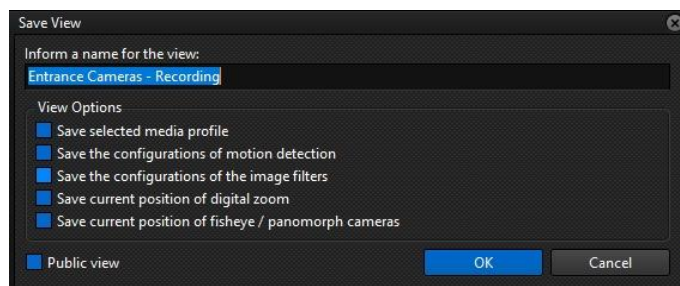 Save View
Inform a name for the view:
Entrance Cameras - Recording
View Options
Save selected media profile
Save the configurations of motion detection
Save the configurations of the image filters
Save current position of digital zoom
Save current position of fisheye / panomorph cameras
Public view
OK
Cancel